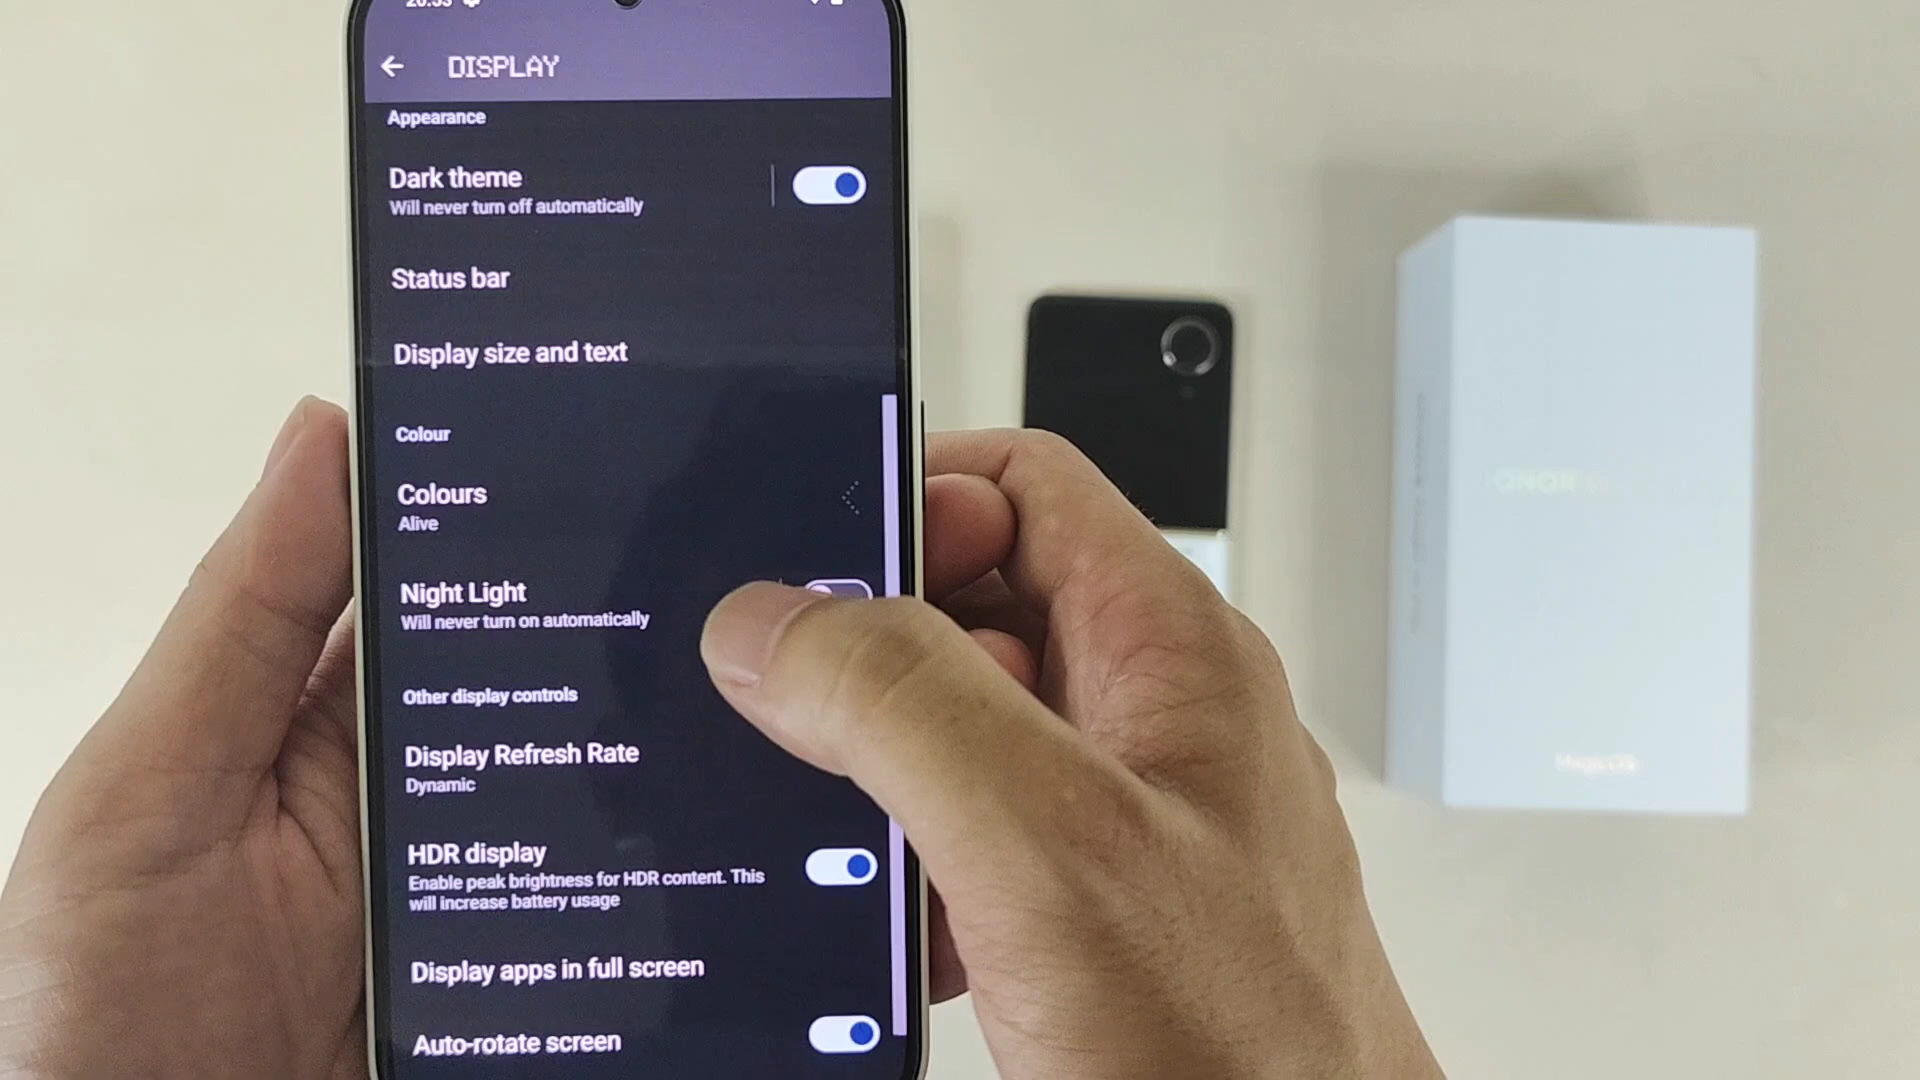 DISPLAY
Appearance
Dark theme
Will never turn off automatically
Status bar
Display size and text
Colour
Colours
Alive
Night Light
Will never turn on automatically
Other display controls
Display Refresh Rate
Dynamic
HDR display
Enable peak brightness for HDR content. This
will increase battery usage
Display apps in full screen
Auto-rotate screen
HONOR
MagicOS